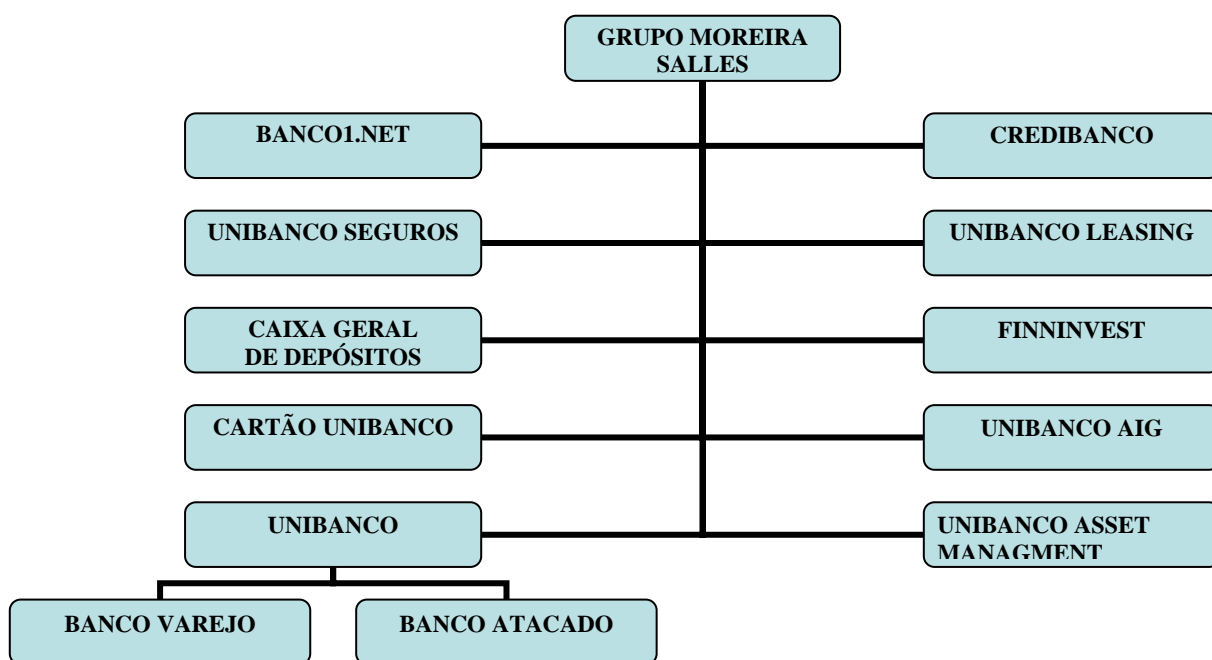 GRUPO MOREIRA
SALLES
BANCO1.NET
CREDIBANCO
UNIBANCO SEGUROS
UNIBANCO LEASING
CAIXA GERAL
DE DEPÓSITOS
FINNINVEST
CARTÃO UNIBANCO
UNIBANCO AIG
UNIBANCO
UNIBANCO ASSET
MANAGMENT
BANCO VAREJO
BANCO ATACADO